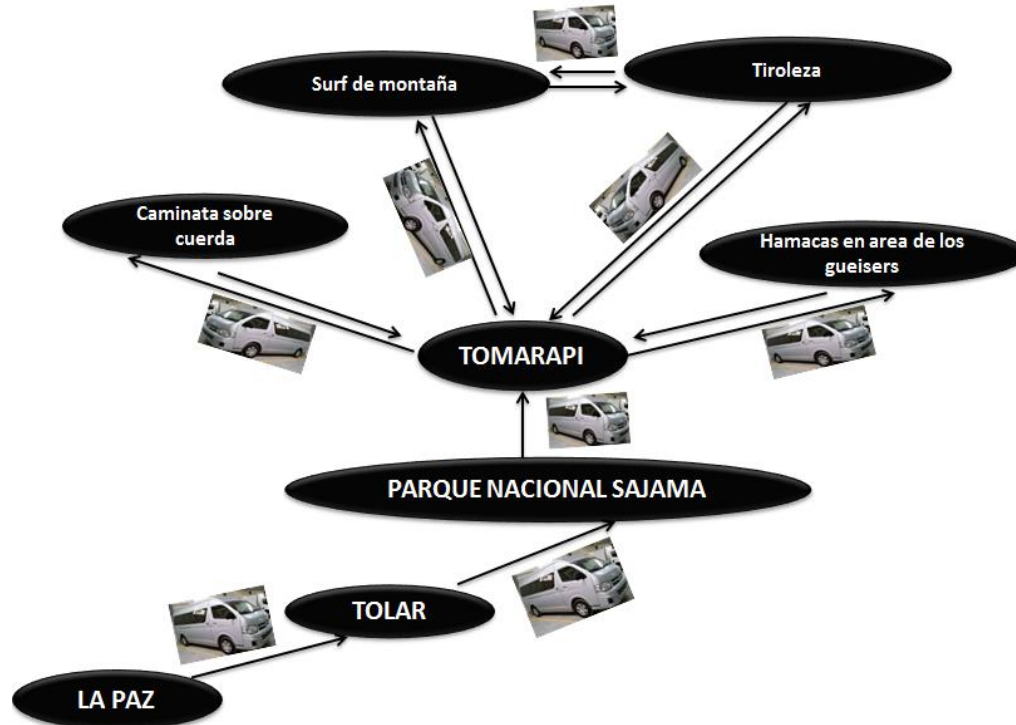 Surf de montaña
Tiroleza
Caminata sobre
cuerda
Hamacas en area de los
gueisers
TOMARAPI
PARQUE NACIONAL SAJAMA
TOLAR
LA PAZ